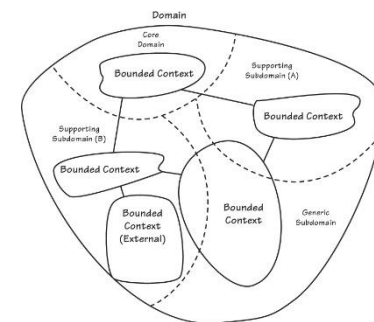 Domain
Core
Domain
Bounded Context
Supporting
Subdomain (A)
Bounded Context
Supporting
Subdomain (B)
Bounded Context
Bounded
Context
(External)
Bounded
Context
Generic
Subdomain